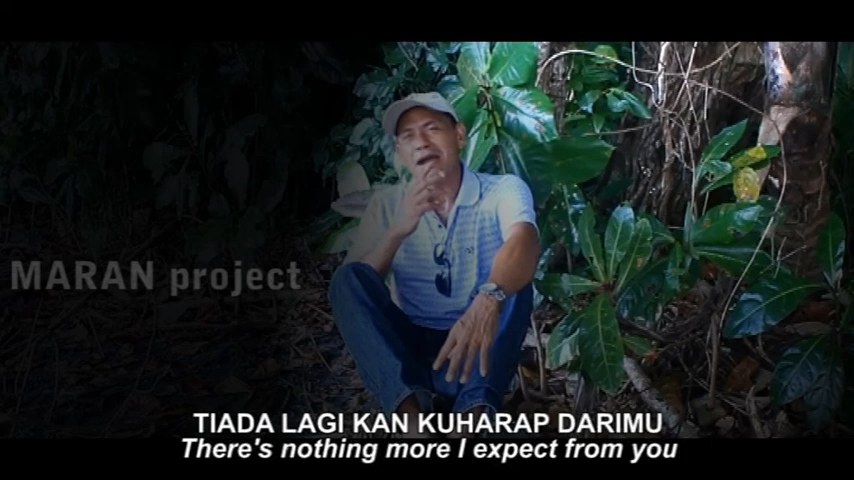 MARAN project
TIADA LAGI KAN KUHARAP DARIMU
There's nothing more I expect from you